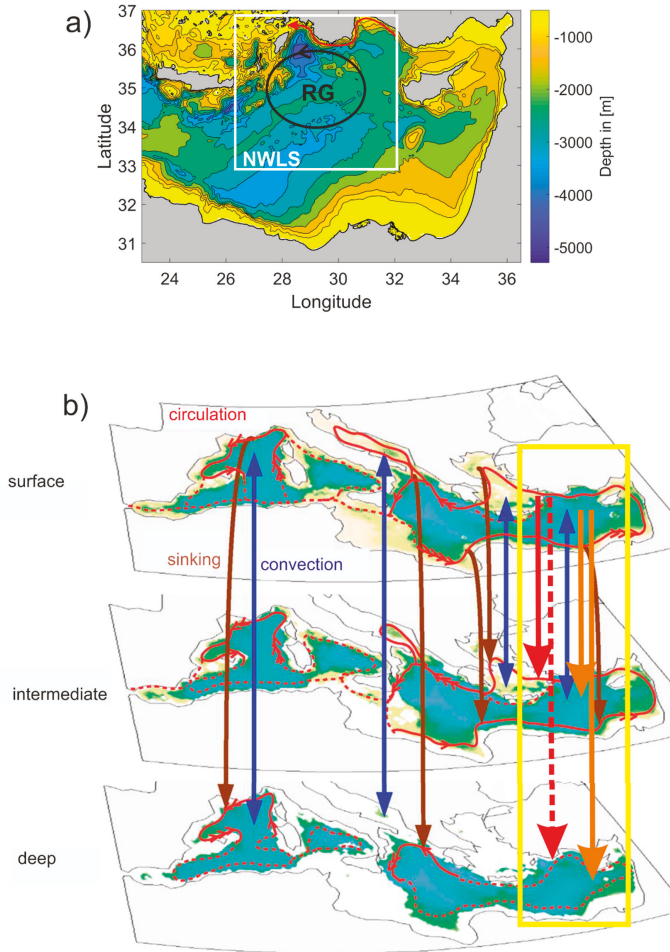 a)
37
36
35
34
33
32
31
Latitude
24
26
28
30
32
34
36
Longitude
RG
NWLS
-1000
-2000
-3000
-4000
-5000
Depth in [m]
b)
circulation
surface
sinking
convection
intermediate
deep